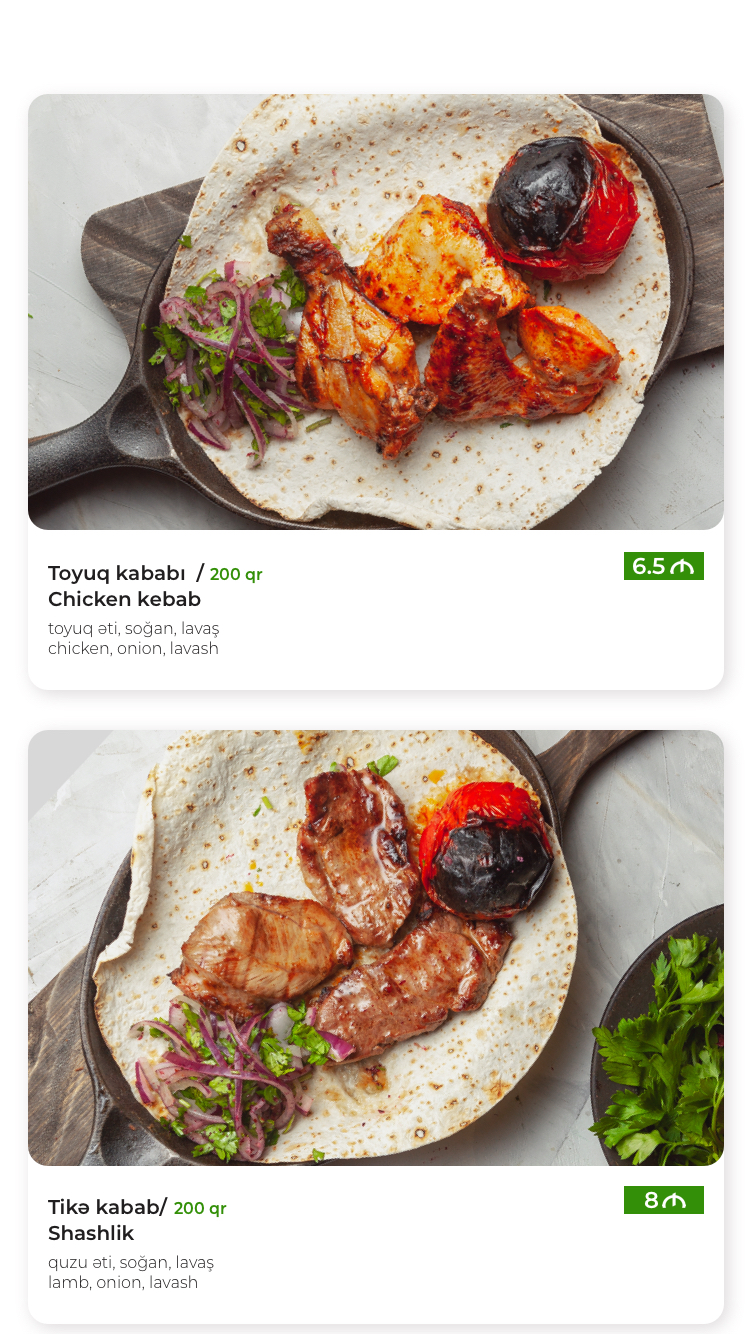 Toyuq kababı / 200 qr
6.5 ₼
Chicken kebab
toyuq əti, soğan, lavaş
chicken, onion, lavash
Tikə kabab/ 200 qr
8 ₼
Shashlik
quzu əti, soğan, lavaş
lamb, onion, lavash